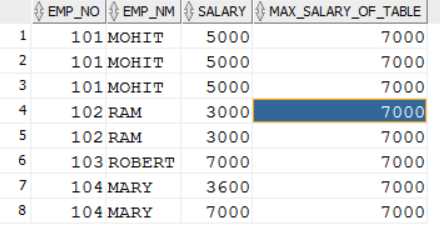 EMP_NO EMP_NM SALARY MAX_SALARY_OF_TABLE
1 101 MOHIT 5000 7000
2 101 MOHIT 5000 7000
3 101 MOHIT 5000 7000
4 102 RAM 3000 7000
5 102 RAM 3000 7000
6 103 ROBERT 7000 7000
7 104 MARY 3600 7000
8 104 MARY 7000 7000